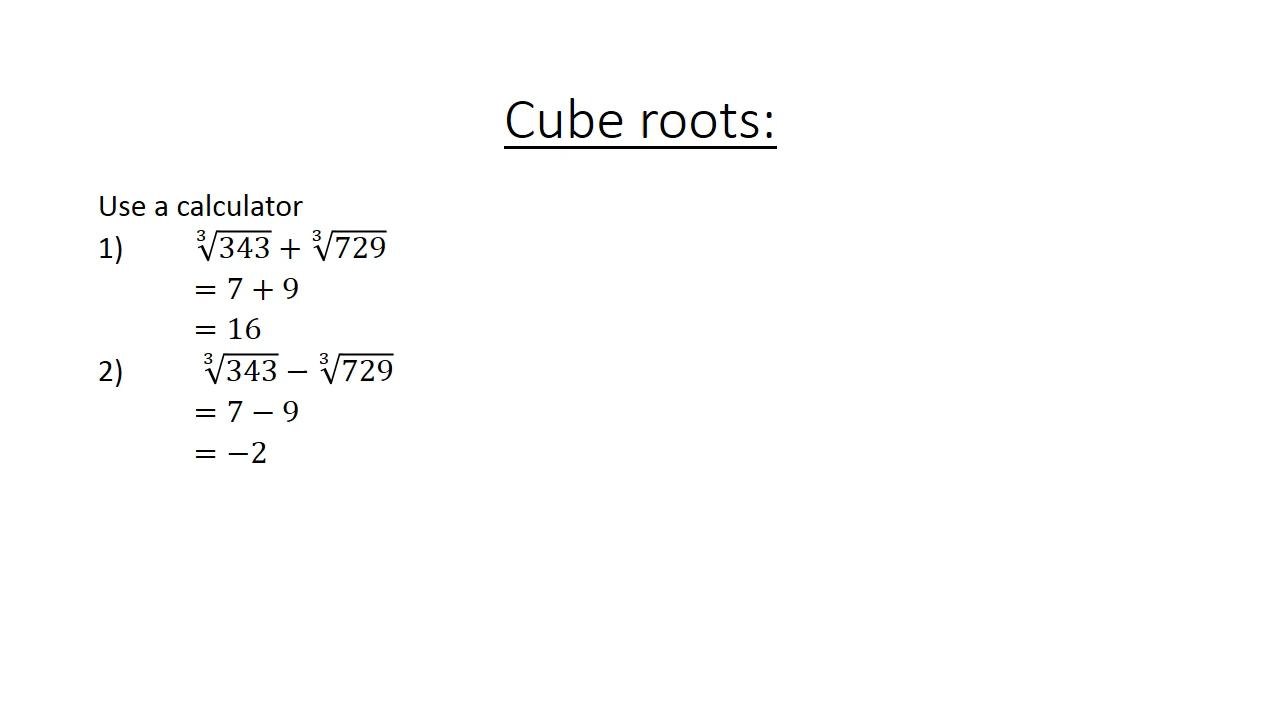 Cube roots:
Use a calculator
1) ∛343 + ∛729
= 7 + 9
= 16
2) ∛343 − ∛729
= 7 − 9
= −2